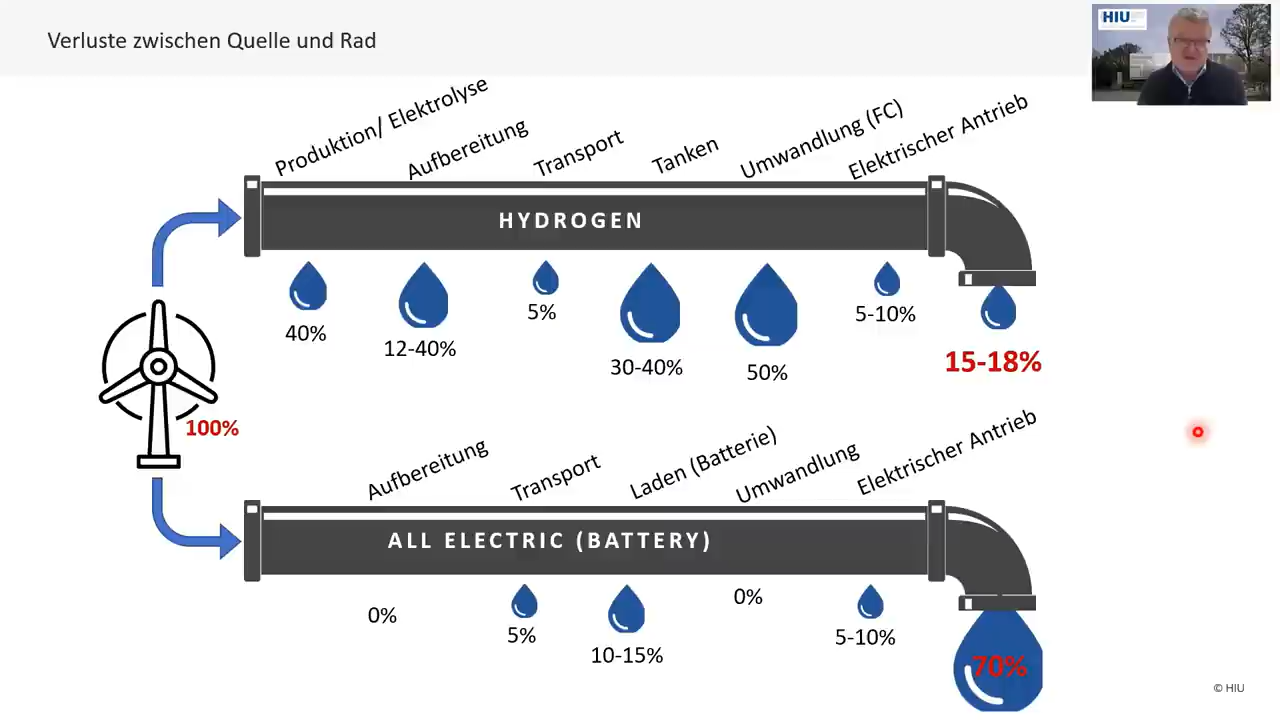 Verluste zwischen Quelle und Rad
HIU
Produktion/ Elektrolyse
Aufbereitung
Transport
Tanken
Umwandlung (FC)
Elektrischer Antrieb
HYDROGEN
40%
12-40%
5%
30-40%
50%
5-10%
15-18%
100%
Aufbereitung
Transport
Laden (Batterie)
Umwandlung
Elektrischer Antrieb
ALL ELECTRIC (BATTERY)
0%
5%
10-15%
0%
5-10%
70%
© HIU